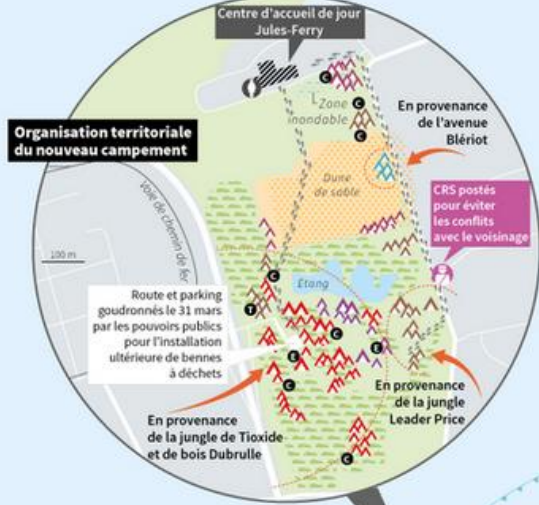 Centre d'accueil de jour
Jules-Ferry
C
Zone
inondable
C
C
En provenance
de l'avenue
Blériot
Organisation territoriale
du nouveau campement
Dune
de sable
CRS postés
pour éviter
les conflits
avec le voisinage
Voie de chemin de fer
100 m
C
Étang
Route et parking
goudronnés le 31 mars
par les pouvoirs publics
pour l'installation
ultérieure de bennes
à déchets
T
C
E
E
C
En provenance
de la jungle
Leader Price
En provenance
de la jungle de Tioxide
et de bois Dubrulle
C